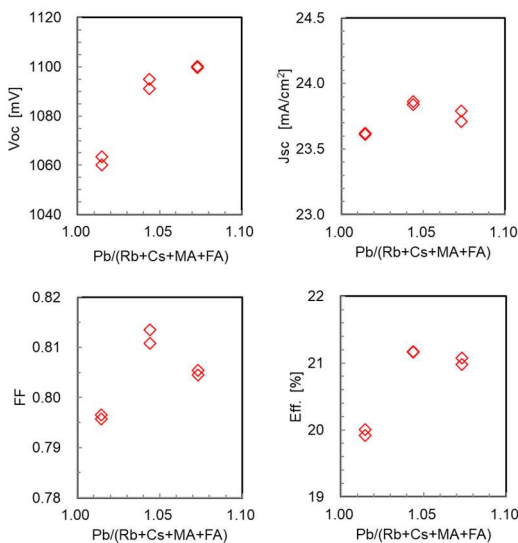 1120
1100
1080
1060
1040
Voc [mV]
1.00 1.05 1.10
Pb/(Rb+Cs+MA+FA)
24.5
24.0
23.5
23.0
Jsc [mA/cm²]
1.00 1.05 1.10
Pb/(Rb+Cs+MA+FA)
0.82
0.81
0.80
0.79
0.78
FF
1.00 1.05 1.10
Pb/(Rb+Cs+MA+FA)
22
21
20
19
Eff. [%]
1.00 1.05 1.10
Pb/(Rb+Cs+MA+FA)